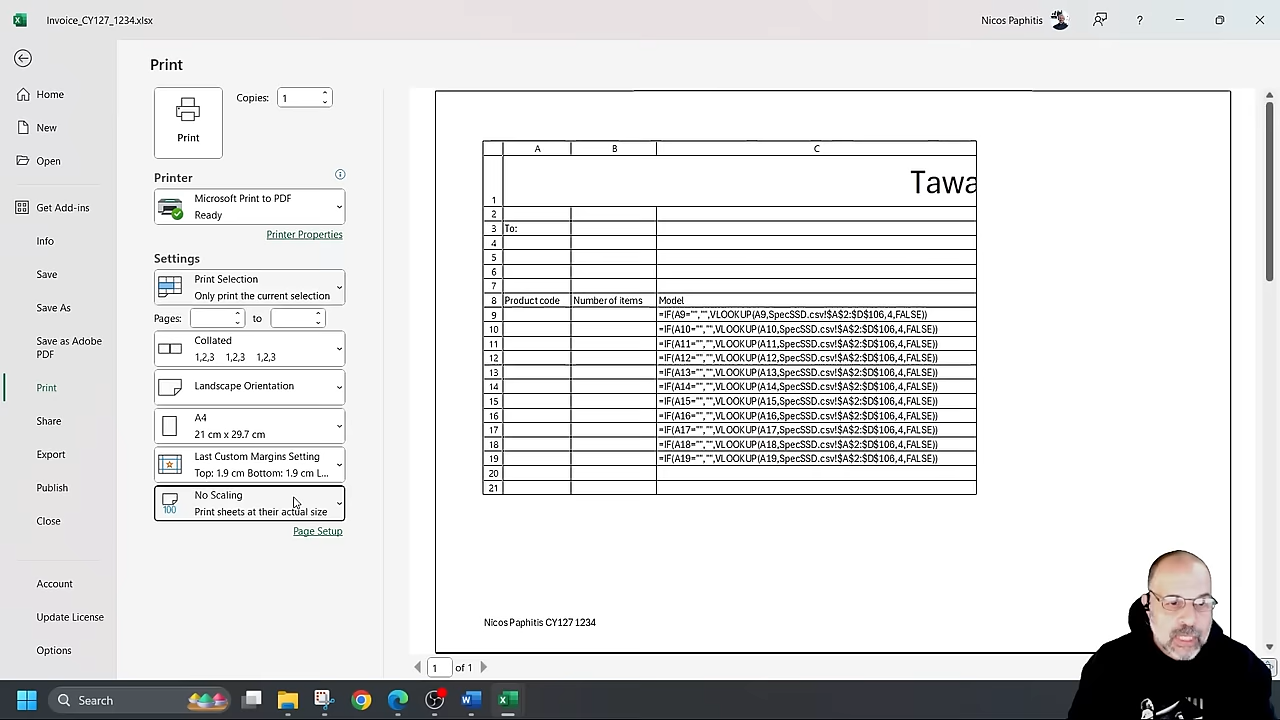 Invoice_CY127_1234.xlsx
Nicos Paphitis
?
Print
Home
New
Open
Get Add-ins
Info
Save
Save As
Save as Adobe
PDF
Print
Share
Export
Publish
Close
Account
Update License
Options
Print
Copies: 1
Printer
Microsoft Print to PDF
Ready
Printer Properties
Settings
Print Selection
Only print the current selection
Pages: to
Collated
1,2,3 1,2,3 1,2,3
Landscape Orientation
A4
21 cm x 29.7 cm
Last Custom Margins Setting
Top: 1.9 cm Bottom: 1.9 cm L...
No Scaling
100
Print sheets at their actual size
Page Setup
A B C
1 Tawa
2
3 To:
4
5
6
7
8 Product code Number of items Model
9 =IF(A9="","",VLOOKUP(A9,SpecSSD.csv!$A$2:$D$106,4,FALSE))
10 =IF(A10="","",VLOOKUP(A10,SpecSSD.csv!$A$2:$D$106,4,FALSE))
11 =IF(A11="","",VLOOKUP(A11,SpecSSD.csv!$A$2:$D$106,4,FALSE))
12 =IF(A12="","",VLOOKUP(A12,SpecSSD.csv!$A$2:$D$106,4,FALSE))
13 =IF(A13="","",VLOOKUP(A13,SpecSSD.csv!$A$2:$D$106,4,FALSE))
14 =IF(A14="","",VLOOKUP(A14,SpecSSD.csv!$A$2:$D$106,4,FALSE))
15 =IF(A15="","",VLOOKUP(A15,SpecSSD.csv!$A$2:$D$106,4,FALSE))
16 =IF(A16="","",VLOOKUP(A16,SpecSSD.csv!$A$2:$D$106,4,FALSE))
17 =IF(A17="","",VLOOKUP(A17,SpecSSD.csv!$A$2:$D$106,4,FALSE))
18 =IF(A18="","",VLOOKUP(A18,SpecSSD.csv!$A$2:$D$106,4,FALSE))
19 =IF(A19="","",VLOOKUP(A19,SpecSSD.csv!$A$2:$D$106,4,FALSE))
20
21
Nicos Paphitis CY127 1234
1 of 1
Search